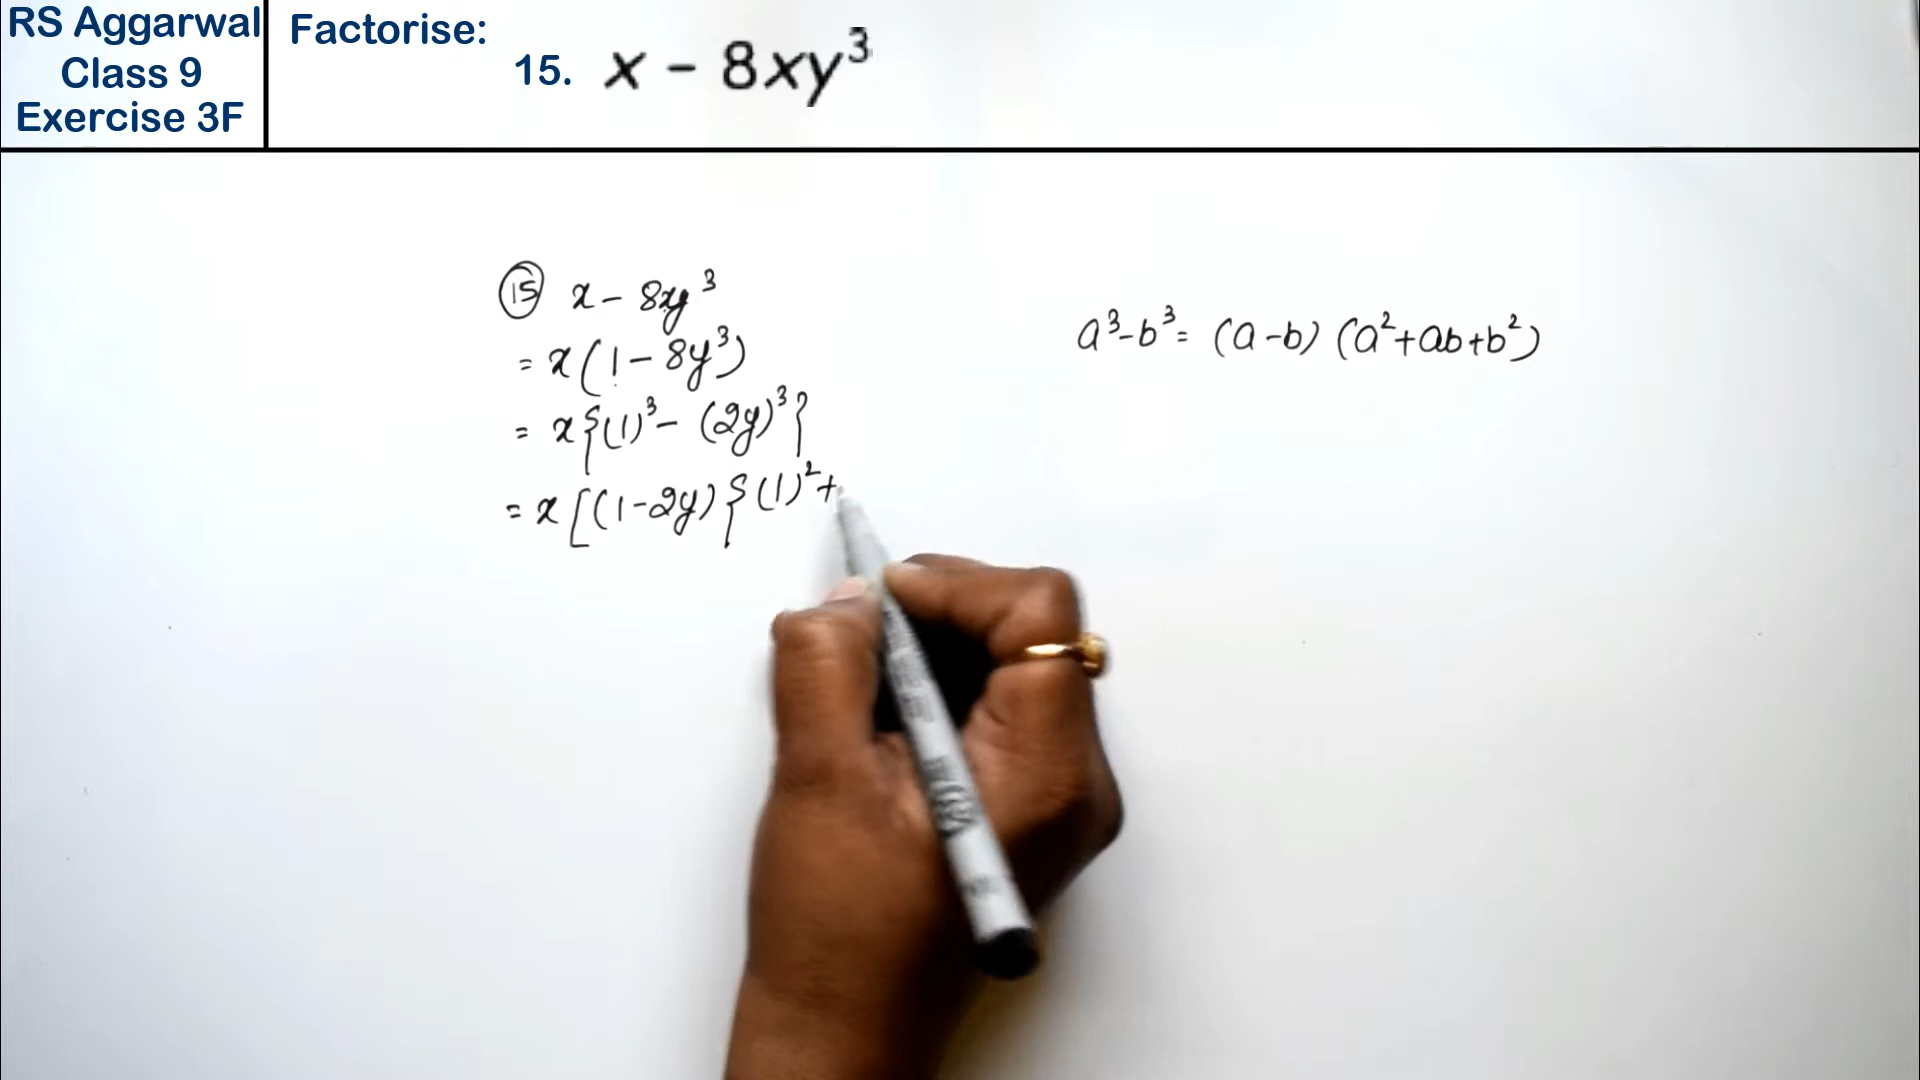 RS Aggarwal
Class 9
Exercise 3F
Factorise:
15. x - 8xy³
⑮ x - 8xy³
= x(1 - 8y³)
= x{(1)³ - (2y)³}
= x[(1-2y){(1)²+
a³-b³= (a-b) (a²+ab+b²)